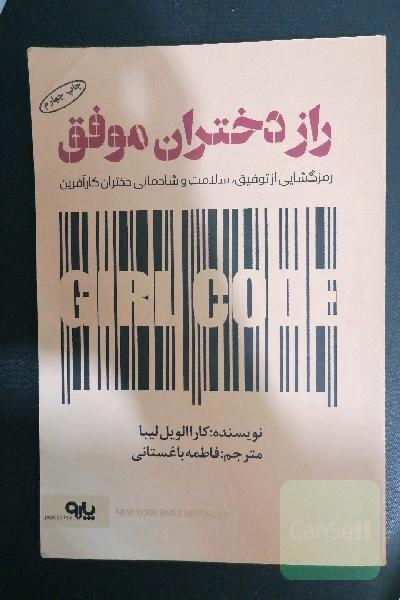 چاپ چهارم
راز دختران موفق
رمزگشایی از توفیق، سلامت و شادمانی دختران کارآفرین
GIRL CODE
نویسنده: کارا الویل لیبا
مترجم: فاطمه باغستانی
پارو
NEW YORK TIMES BESTSELLER
CanSell